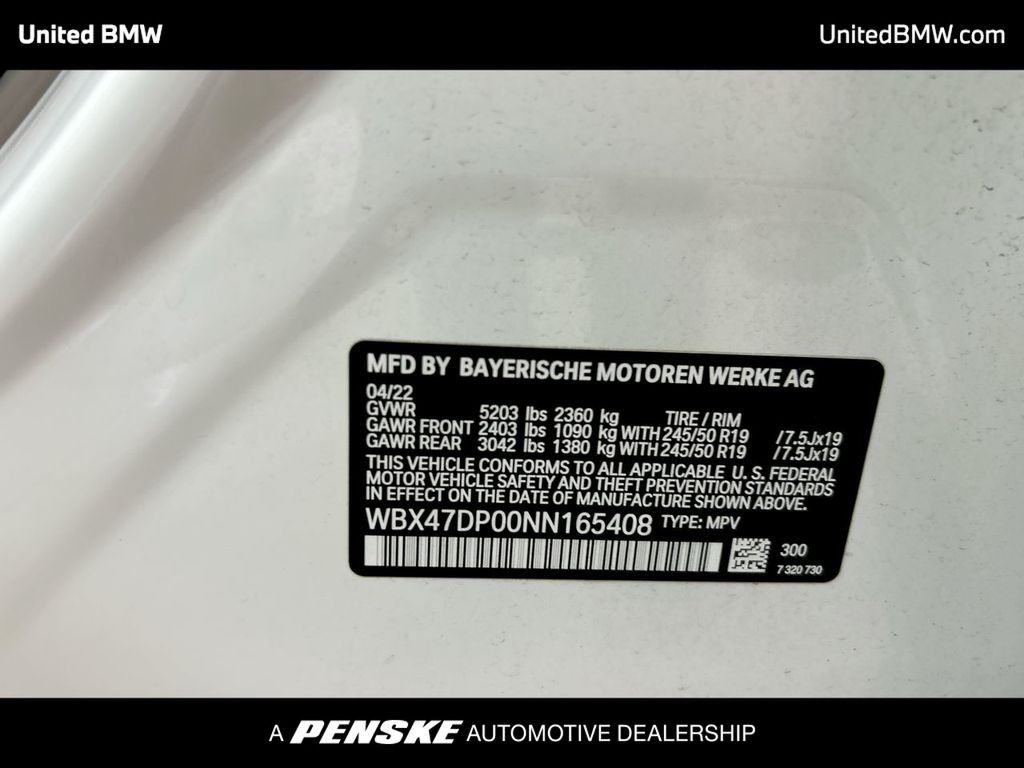 United BMW
UnitedBMW.com
MFD BY BAYERISCHE MOTOREN WERKE AG
04/22
GVWR 5203 lbs 2360 kg TIRE / RIM
GAWR FRONT 2403 lbs 1090 kg WITH 245/50 R19 /7.5Jx19
GAWR REAR 3042 lbs 1380 kg WITH 245/50 R19 /7.5Jx19
THIS VEHICLE CONFORMS TO ALL APPLICABLE U. S. FEDERAL
MOTOR VEHICLE SAFETY AND THEFT PREVENTION STANDARDS
IN EFFECT ON THE DATE OF MANUFACTURE SHOWN ABOVE.
WBX47DP00NN165408 TYPE: MPV
300
7 320 730
A PENSKE AUTOMOTIVE DEALERSHIP